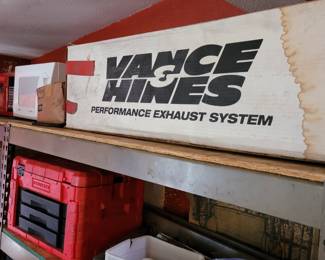 VANCE
&
HINES
PERFORMANCE EXHAUST SYSTEM